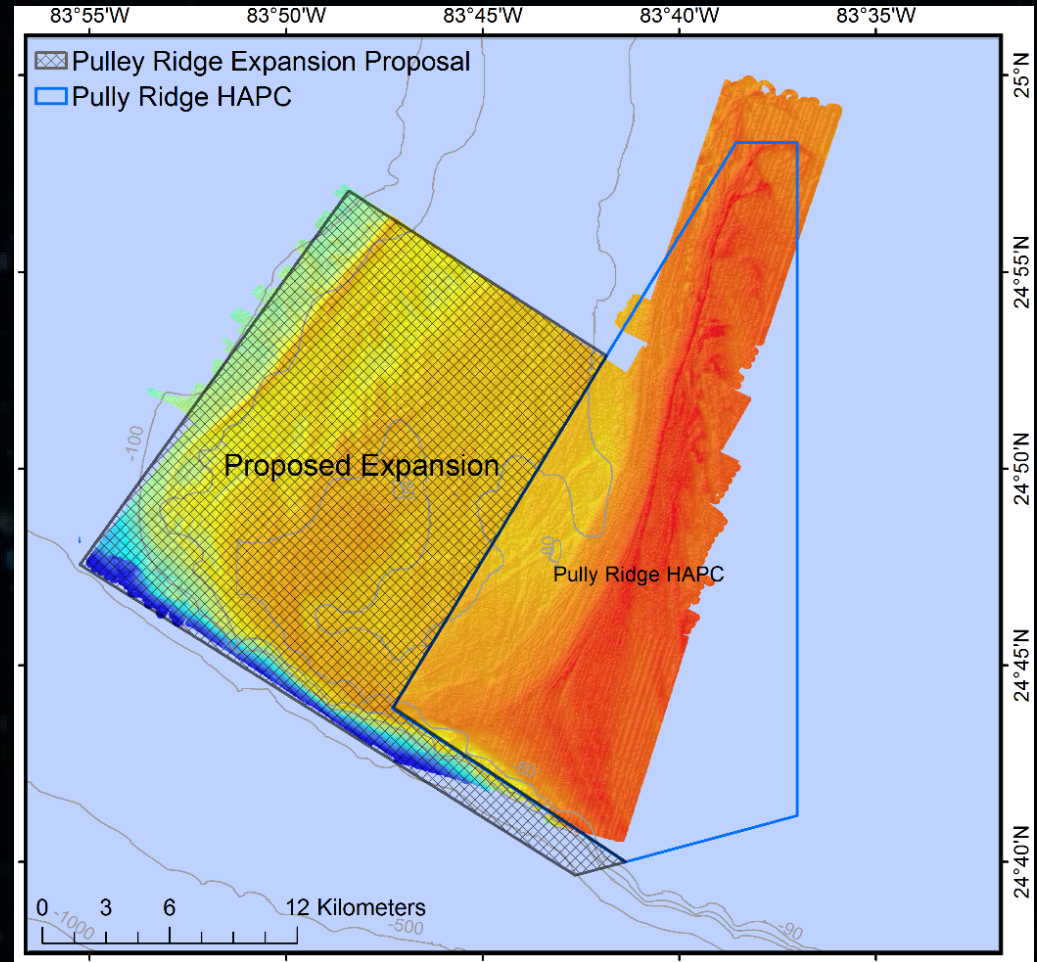 83°55'W 83°50'W 83°45'W 83°40'W 83°35'W
Pulley Ridge Expansion Proposal
Pully Ridge HAPC
25°N
24°55'N
-100
Proposed Expansion
24°50'N
-80
Pully Ridge HAPC
24°45'N
24°40'N
0 3 6 12 Kilometers
-1000
-500
-90